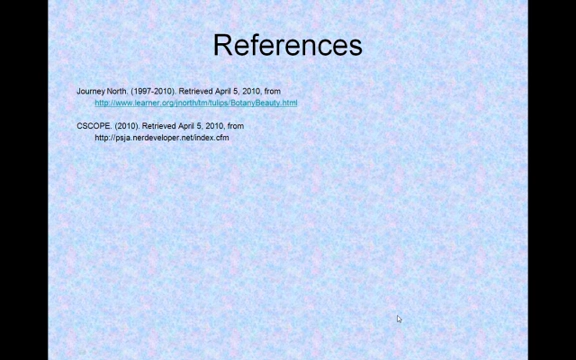 References
Journey North. (1997-2010). Retrieved April 5, 2010, from
http://www.learner.org/jnorth/tm/tulips/BotanyBeauty.html
CSCOPE. (2010). Retrieved April 5, 2010, from
http://psja.nerdeveloper.net/index.cfm